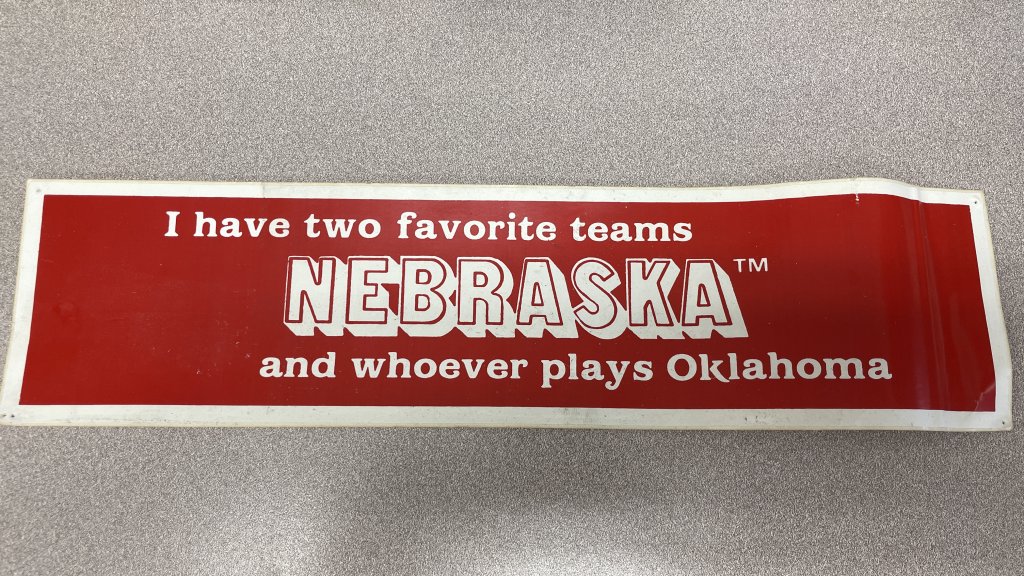 I have two favorite teams
NEBRASKA™
and whoever plays Oklahoma